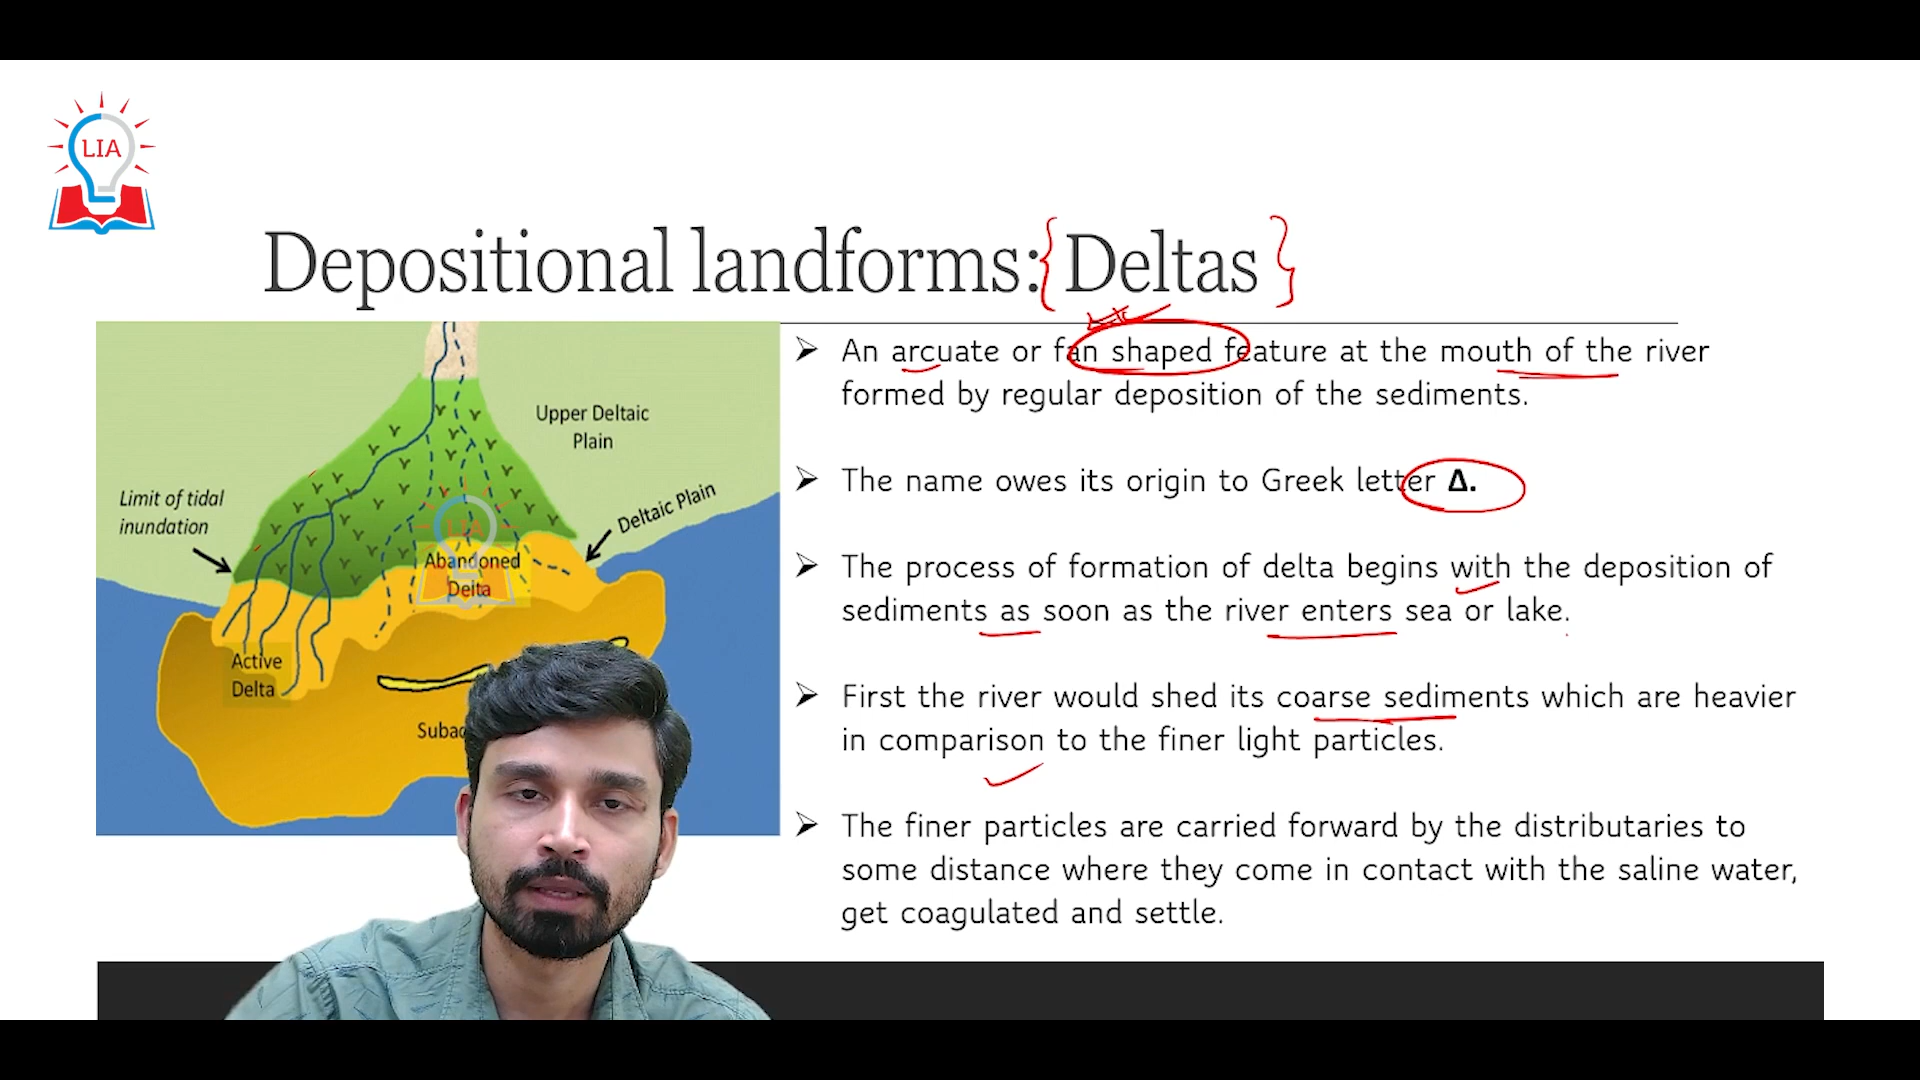 LIA
Depositional landforms: Deltas
Upper Deltaic
Plain
Limit of tidal
inundation
Deltaic Plain
LIA
Abandoned
Delta
Active
Delta
➢ An arcuate or fan shaped feature at the mouth of the river
formed by regular deposition of the sediments.
➢ The name owes its origin to Greek letter Δ.
➢ The process of formation of delta begins with the deposition of
sediments as soon as the river enters sea or lake.
➢ First the river would shed its coarse sediments which are heavier
in comparison to the finer light particles.
➢ The finer particles are carried forward by the distributaries to
some distance where they come in contact with the saline water,
get coagulated and settle.